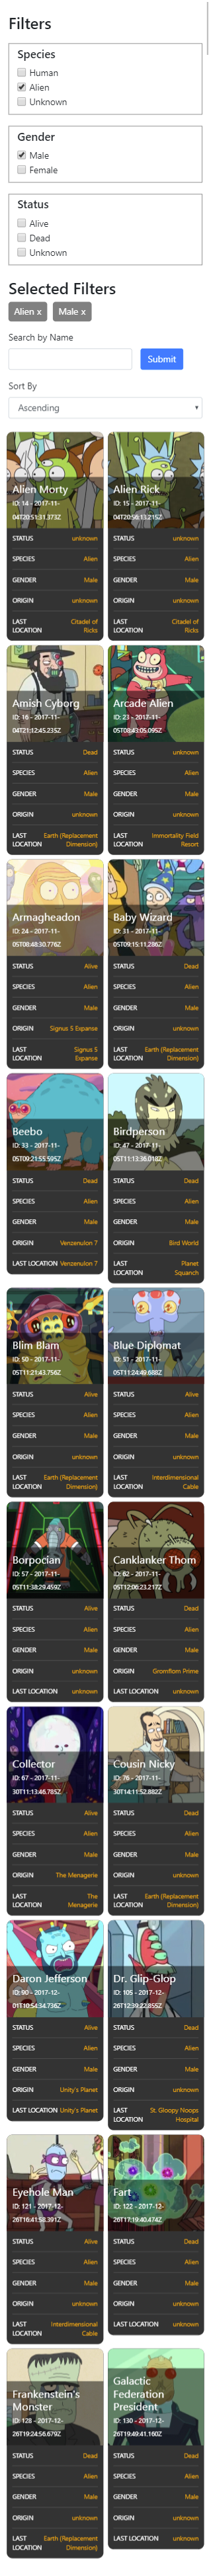 Filters
Species
Human
Alien
Unknown
Gender
Male
Female
Status
Alive
Dead
Unknown
Selected Filters
Alien x Male x
Search by Name
Submit
Sort By
Ascending
Alien Morty
ID: 14 - 2017-11-
04T20:51:31.373Z
STATUS unknown
SPECIES Alien
GENDER Male
ORIGIN unknown
LAST Citadel of
LOCATION Ricks
Alien Rick
ID: 15 - 2017-11-
04T20:56:13.215Z
STATUS unknown
SPECIES Alien
GENDER Male
ORIGIN unknown
LAST Citadel of
LOCATION Ricks
Amish Cyborg
ID: 16 - 2017-11-
04T21:12:45.235Z
STATUS Dead
SPECIES Alien
GENDER Male
ORIGIN unknown
LAST Earth (Replacement
LOCATION Dimension)
Arcade Alien
ID: 23 - 2017-11-
05T08:43:05.095Z
STATUS unknown
SPECIES Alien
GENDER Male
ORIGIN unknown
LAST Immortality Field
LOCATION Resort
Armagheadon
ID: 24 - 2017-11-
05T08:48:30.776Z
STATUS Alive
SPECIES Alien
GENDER Male
ORIGIN Signus 5 Expanse
LAST Signus 5
LOCATION Expanse
Baby Wizard
ID: 31 - 2017-11-
05T09:15:11.286Z
STATUS Dead
SPECIES Alien
GENDER Male
ORIGIN unknown
LAST Earth (Replacement
LOCATION Dimension)
Beebo
ID: 33 - 2017-11-
05T09:21:55.595Z
STATUS Dead
SPECIES Alien
GENDER Male
ORIGIN Venzenulon 7
LAST LOCATION Venzenulon 7
Birdperson
ID: 47 - 2017-11-
05T11:13:36.018Z
STATUS Dead
SPECIES Alien
GENDER Male
ORIGIN Bird World
LAST Planet
LOCATION Squanch
Blim Blam
ID: 50 - 2017-11-
05T11:21:43.756Z
STATUS Alive
SPECIES Alien
GENDER Male
ORIGIN unknown
LAST Earth (Replacement
LOCATION Dimension)
Blue Diplomat
ID: 51 - 2017-11-
05T11:24:49.688Z
STATUS Alive
SPECIES Alien
GENDER Male
ORIGIN unknown
LAST Interdimensional
LOCATION Cable
Borpocian
ID: 57 - 2017-11-
05T11:38:29.459Z
STATUS Alive
SPECIES Alien
GENDER Male
ORIGIN unknown
LAST LOCATION unknown
Canklanker Thom
ID: 62 - 2017-11-
05T12:06:23.217Z
STATUS Dead
SPECIES Alien
GENDER Male
ORIGIN Gromflom Prime
LAST LOCATION unknown
Collector
ID: 67 - 2017-11-
30T11:13:46.785Z
STATUS Alive
SPECIES Alien
GENDER Male
ORIGIN The Menagerie
LAST The
LOCATION Menagerie
Cousin Nicky
ID: 76 - 2017-11-
30T14:11:52.882Z
STATUS Dead
SPECIES Alien
GENDER Male
ORIGIN unknown
LAST Earth (Replacement
LOCATION Dimension)
Daron Jefferson
ID: 90 - 2017-12-
01T10:54:34.736Z
STATUS Alive
SPECIES Alien
GENDER Male
ORIGIN Unity's Planet
LAST LOCATION Unity's Planet
Dr. Glip-Glop
ID: 105 - 2017-12-
26T12:39:22.855Z
STATUS Dead
SPECIES Alien
GENDER Male
ORIGIN unknown
LAST St. Gloopy Noops
LOCATION Hospital
Eyehole Man
ID: 121 - 2017-12-
26T16:41:58.391Z
STATUS Alive
SPECIES Alien
GENDER Male
ORIGIN unknown
LAST Interdimensional
LOCATION Cable
Fart
ID: 122 - 2017-12-
26T17:19:40.474Z
STATUS Dead
SPECIES Alien
GENDER Male
ORIGIN unknown
LAST LOCATION unknown
Frankenstein's
Monster
ID: 128 - 2017-12-
26T19:24:56.679Z
STATUS Dead
SPECIES Alien
GENDER Male
ORIGIN unknown
LAST Earth (Replacement
LOCATION Dimension)
Galactic
Federation
President
ID: 130 - 2017-12-
26T19:49:41.160Z
STATUS Dead
SPECIES Alien
GENDER Male
ORIGIN unknown
LAST LOCATION unknown